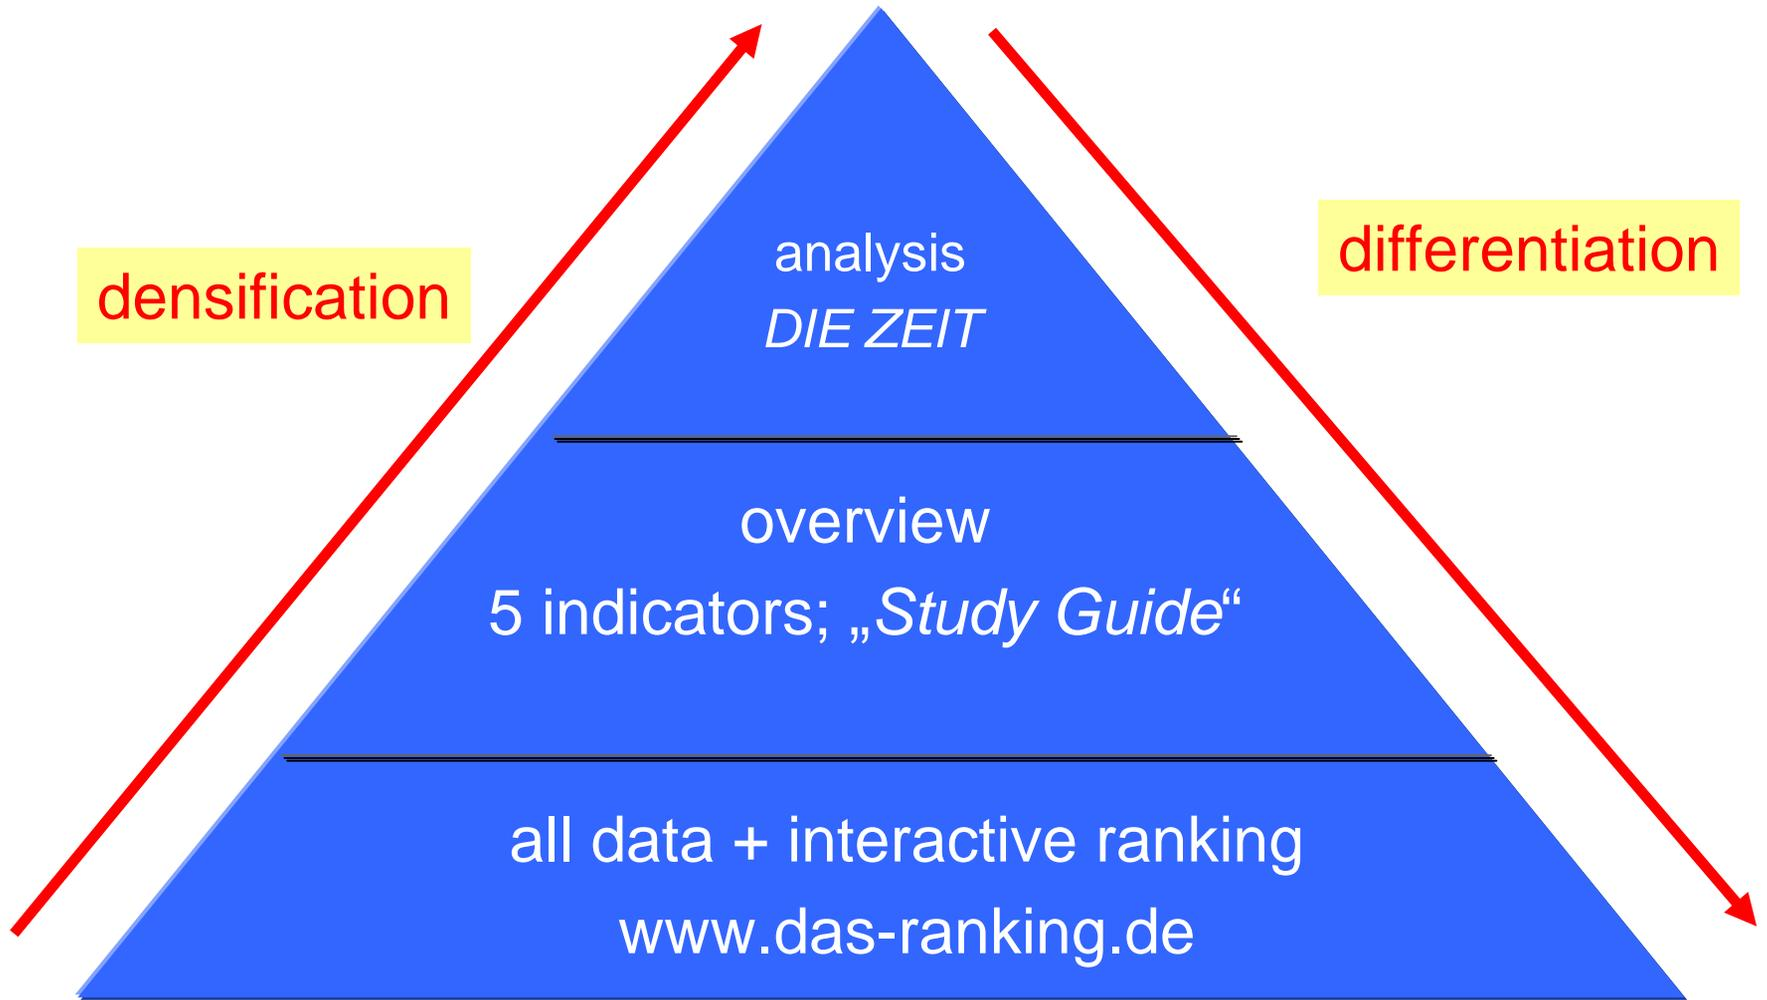 densification
differentiation
analysis
DIE ZEIT
overview
5 indicators; „Study Guide“
all data + interactive ranking
www.das-ranking.de